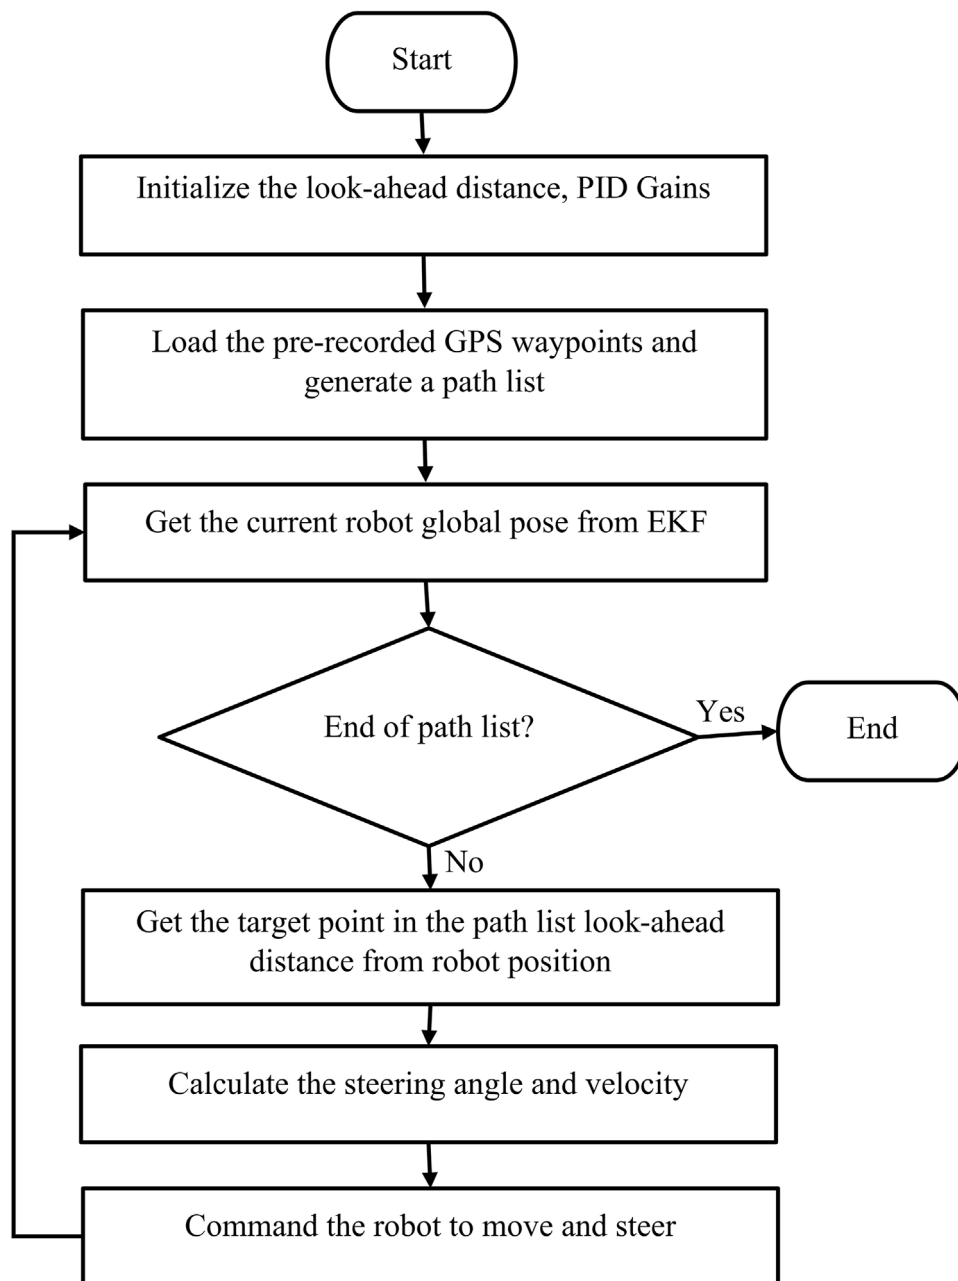 Start
Initialize the look-ahead distance, PID Gains
Load the pre-recorded GPS waypoints and
generate a path list
Get the current robot global pose from EKF
End of path list?
Yes
End
No
Get the target point in the path list look-ahead
distance from robot position
Calculate the steering angle and velocity
Command the robot to move and steer